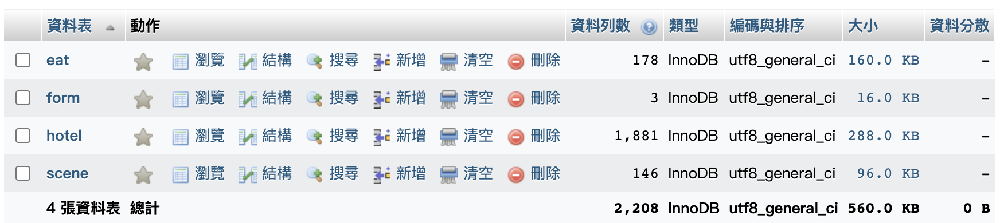 資料表 動作 資料列數 類型 編碼與排序 大小 資料分散
eat 瀏覽 結構 搜尋 新增 清空 刪除 178 InnoDB utf8_general_ci 160.0 KB -
form 瀏覽 結構 搜尋 新增 清空 刪除 3 InnoDB utf8_general_ci 16.0 KB -
hotel 瀏覽 結構 搜尋 新增 清空 刪除 1,881 InnoDB utf8_general_ci 288.0 KB -
scene 瀏覽 結構 搜尋 新增 清空 刪除 146 InnoDB utf8_general_ci 96.0 KB -
4 張資料表 總計 2,208 InnoDB utf8_general_ci 560.0 KB 0 B